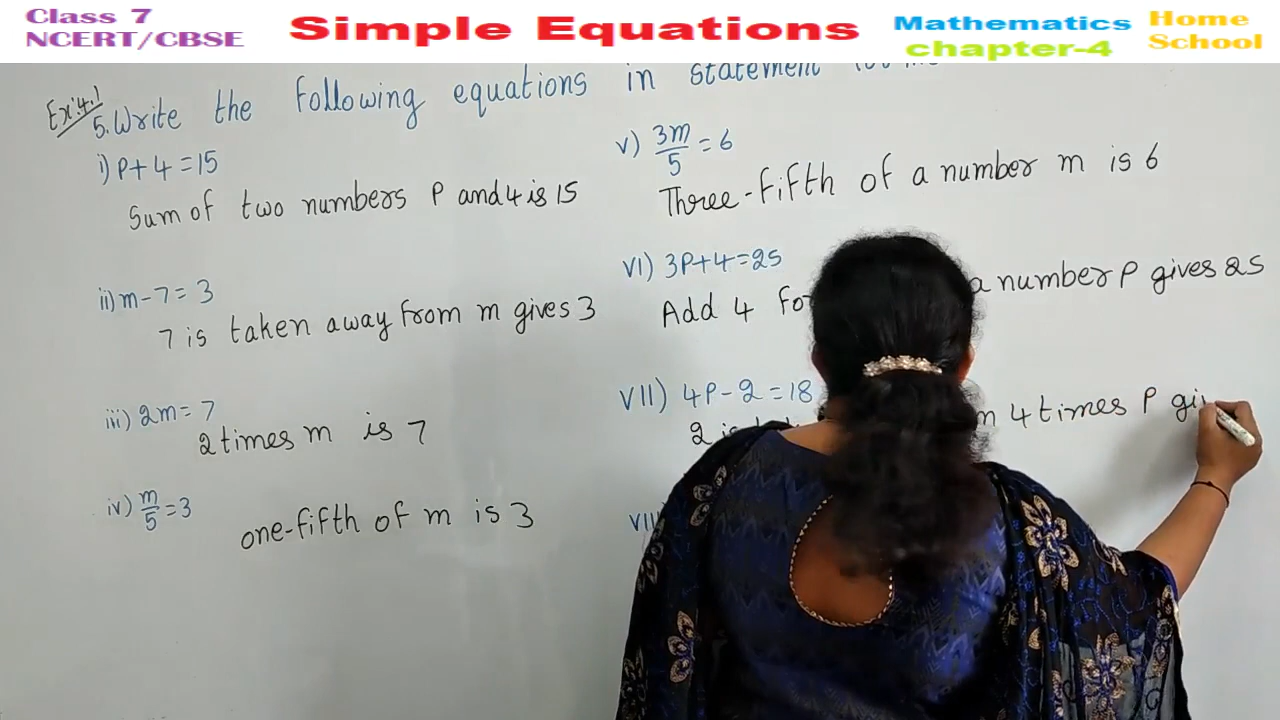 Class 7
NCERT/CBSE
Simple Equations
Mathematics
chapter-4
Home
School
Ex:4.1
5. Write the following equations in statement
i) P+4=15
Sum of two numbers P and 4 is 15
ii) m-7=3
7 is taken away from m gives 3
iii) 2m=7
2 times m is 7
iv) m/5=3
one-fifth of m is 3
v) 3m/5=6
Three-fifth of a number m is 6
VI) 3P+4=25
Add 4 a number P gives 25
VII) 4P-2=18
2 is 4 times P gi